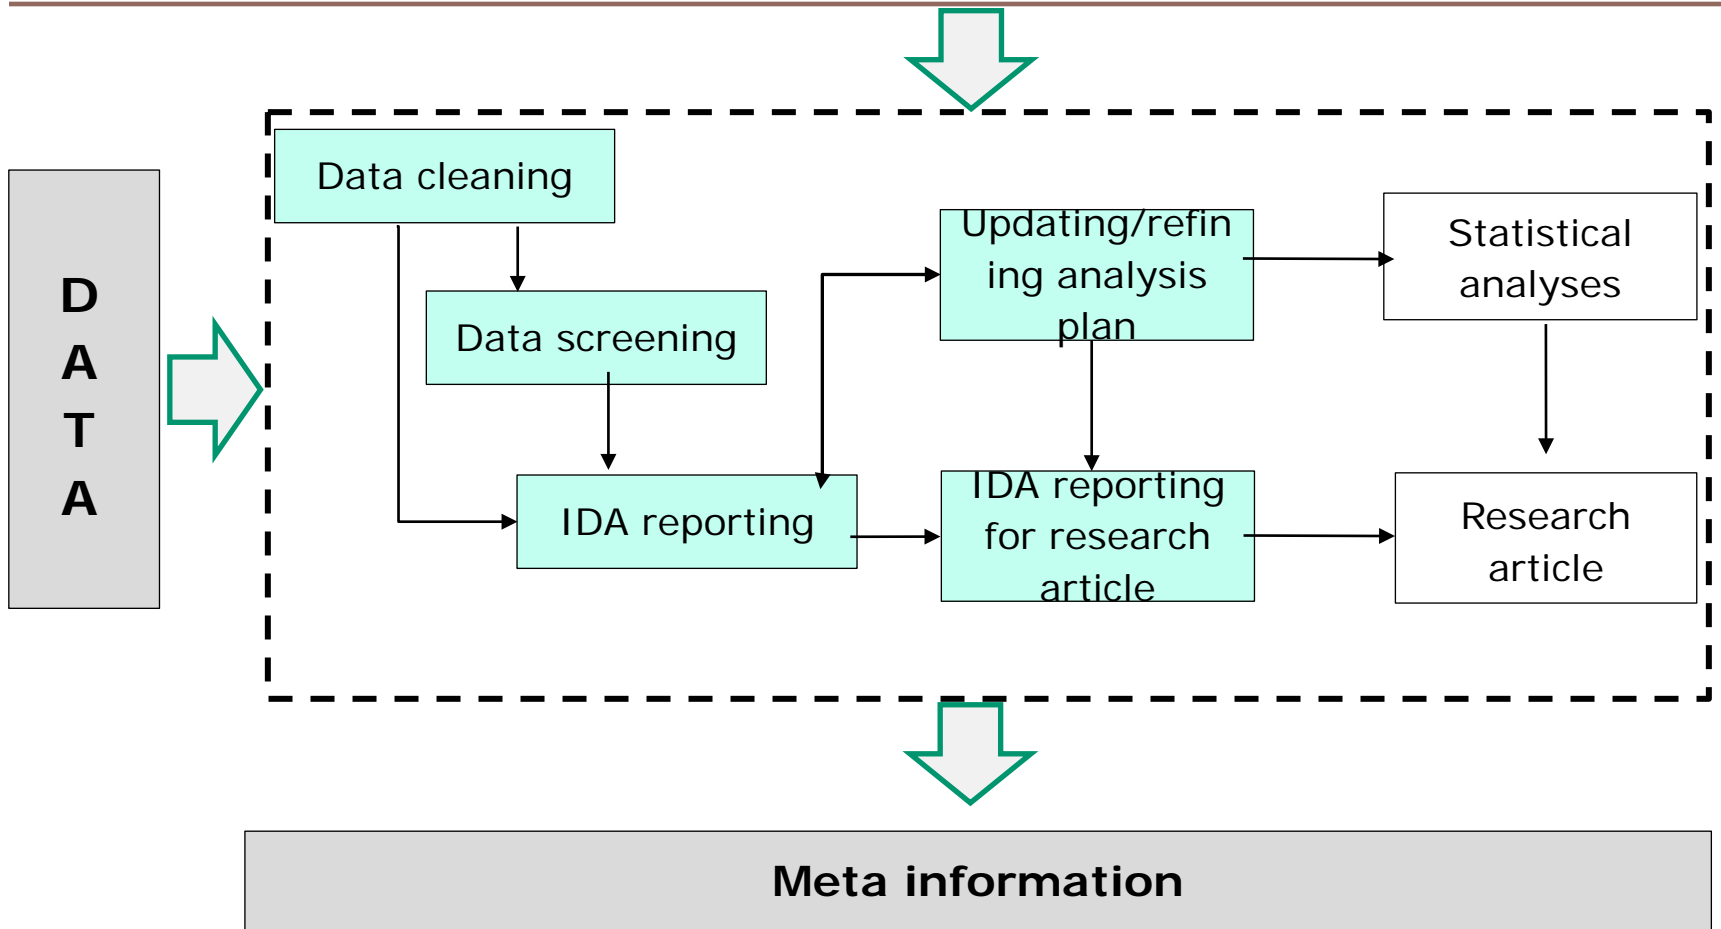 Data cleaning
D
A
T
A
Data screening
IDA reporting
Updating/refin
ing analysis
plan
IDA reporting
for research
article
Statistical
analyses
Research
article
Meta information